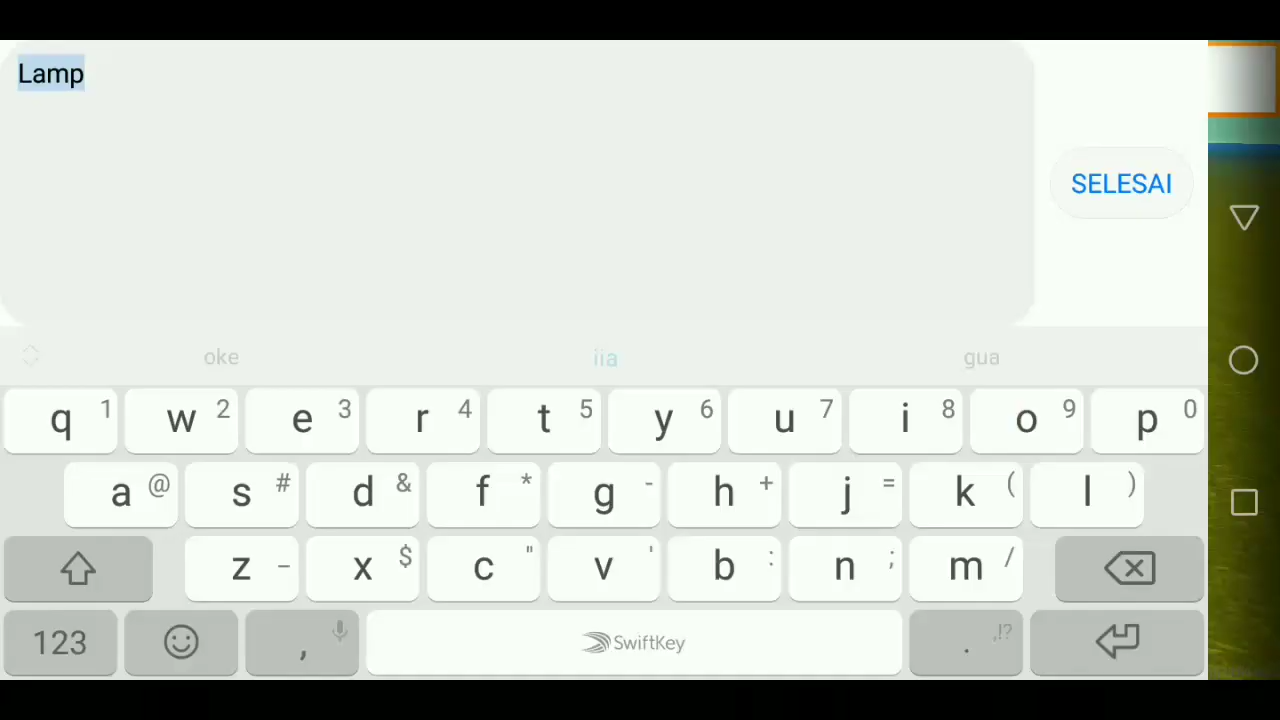 Lamp
SELESAI
oke iia gua
q 1 w 2 e 3 r 4 t 5 y 6 u 7 i 8 o 9 p 0
a @ s # d & f * g - h + j = k ( l )
z _ x $ c " v ' b : n ; m /
123 , SwiftKey . ,!?